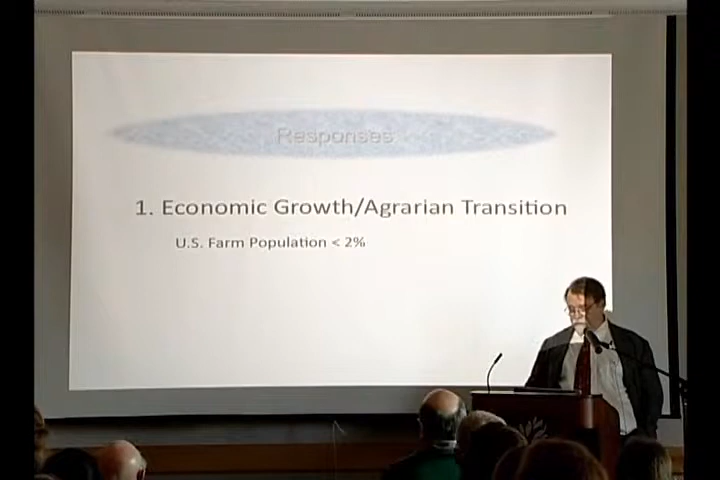 Responses
1. Economic Growth/Agrarian Transition
U.S. Farm Population < 2%